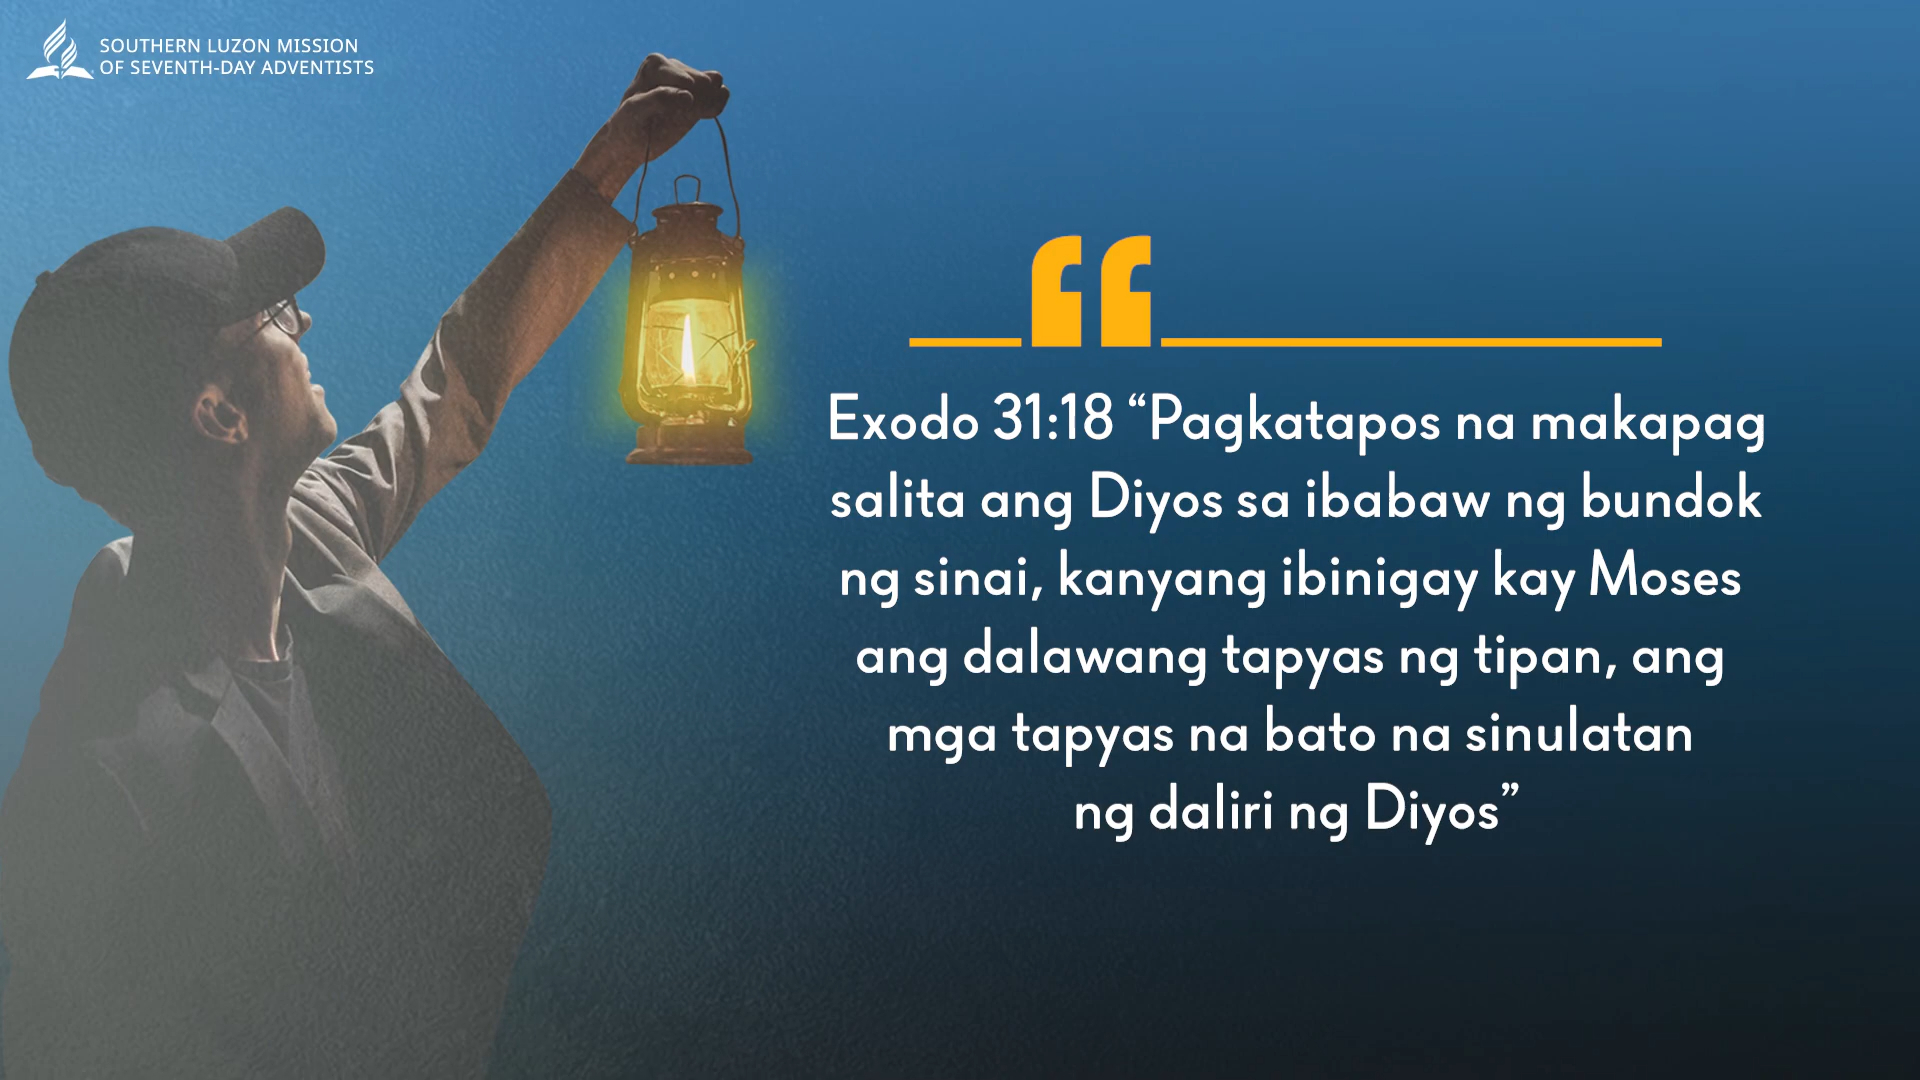 SOUTHERN LUZON MISSION
OF SEVENTH-DAY ADVENTISTS
Exodo 31:18 “Pagkatapos na makapag
salita ang Diyos sa ibabaw ng bundok
ng sinai, kanyang ibinigay kay Moses
ang dalawang tapyas ng tipan, ang
mga tapyas na bato na sinulatan
ng daliri ng Diyos”